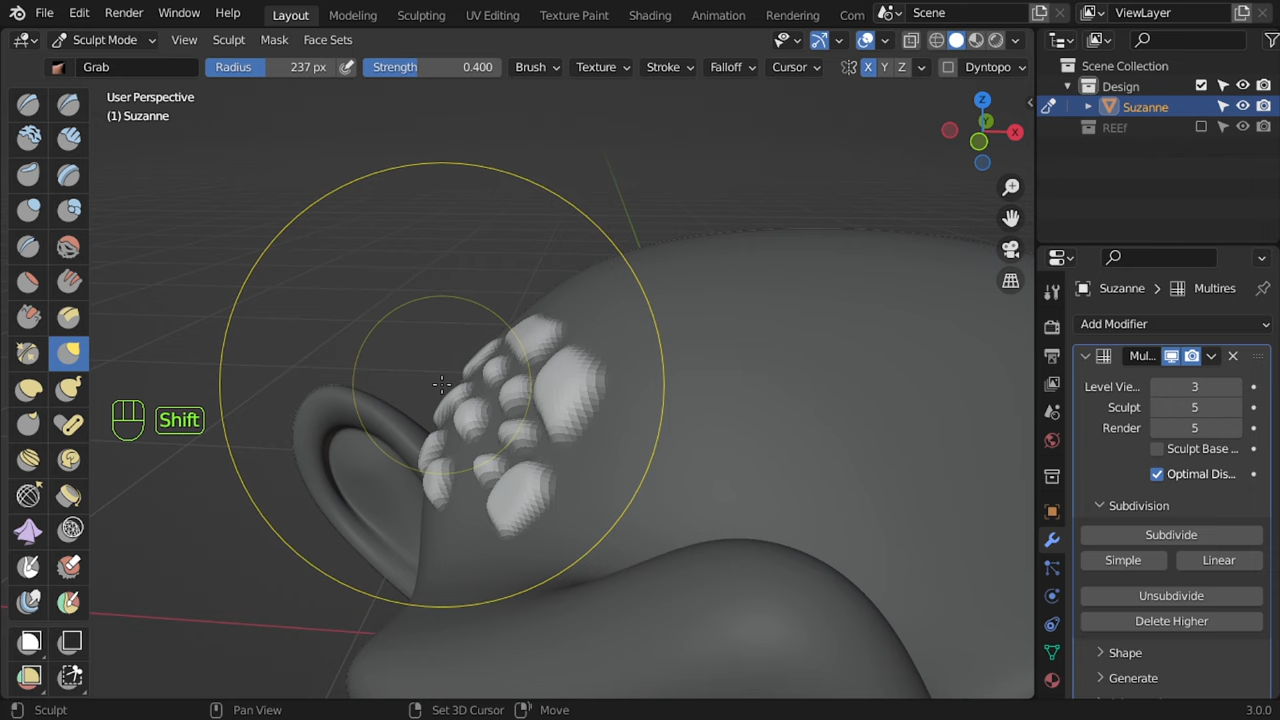 File Edit Render Window Help Layout Modeling Sculpting UV Editing Texture Paint Shading Animation Rendering Com Scene ViewLayer
Sculpt Mode View Sculpt Mask Face Sets
Grab Radius 237 px Strength 0.400 Brush Texture Stroke Falloff Cursor X Y Z Dyntopo
User Perspective
(1) Suzanne
Z
Y
X
Shift
Scene Collection
Design
Suzanne
REEf
Suzanne > Multires
Add Modifier
Mul...
Level Vie... 3
Sculpt 5
Render 5
Sculpt Base ...
Optimal Dis...
Subdivision
Subdivide
Simple Linear
Unsubdivide
Delete Higher
Shape
Generate
Sculpt Pan View Set 3D Cursor Move 3.0.0